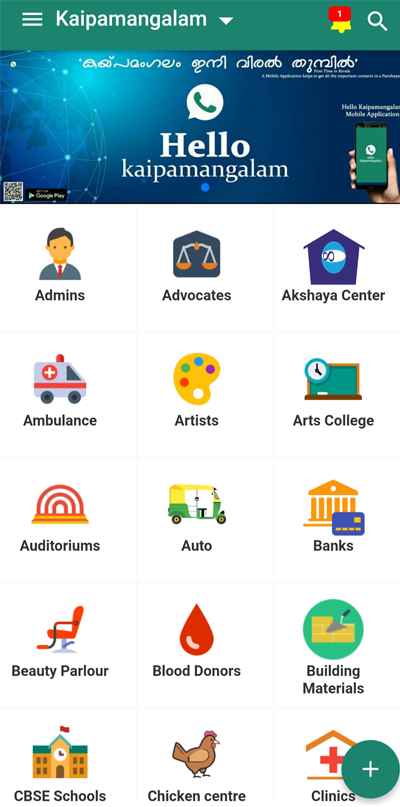 Kaipamangalam
1
'കയ്പമംഗലം ഇനി വിരൽ തുമ്പിൽ'
First Time in Kerala
A Mobile Application helps to get all the important contacts in a Panchayat
Hello Kaipamangalam
Mobile Application
Hello
kaipamangalam
GET IT ON
Google Play
Admins
Advocates
Akshaya Center
Ambulance
Artists
Arts College
Auditoriums
Auto
Banks
Beauty Parlour
Blood Donors
Building
Materials
CBSE Schools
Chicken centre
Clinics